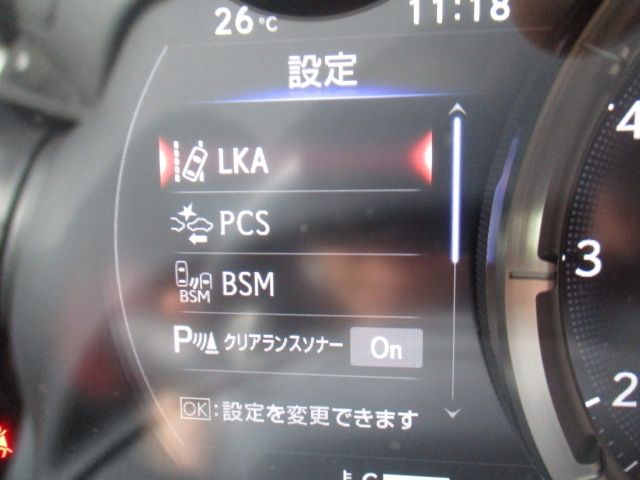 26℃ 11:18
設定
LKA
PCS
BSM BSM
P クリアランスソナー On
OK:設定を変更できます
4
3
2